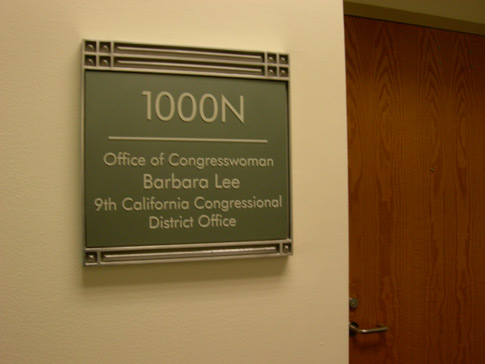 1000N
Office of Congresswoman
Barbara Lee
9th California Congressional
District Office